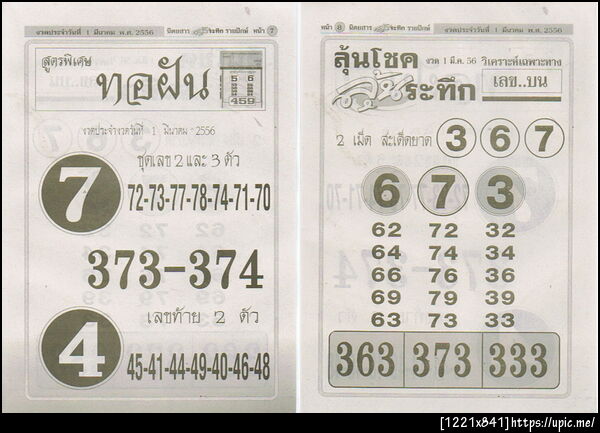 งวดประจำวันที่ 1 มีนาคม พ.ศ. 2556 นิตยสาร ระทึก รายปักษ์ หน้า 7
สูตรพิเศษ
ทอฝัน
5 6
5 6
459
งวดประจำงวดวันที่ 1 มีนาคม 2556
ชุดเลข 2 และ 3 ตัว
7 72-73-77-78-74-71-70
373-374
เลขท้าย 2 ตัว
4 45-41-44-49-40-46-48
หน้า 8 นิตยสาร ระทึก รายปักษ์ งวดประจำวันที่ 1 มีนาคม พ.ศ. 2556
ลุ้นโชค งวด 1 มี.ค. 56 วิเคราะห์เฉพาะทาง
ระทึก เลข..บน
2 เม็ด สะเด็ดยาด 3 6 7
6 7 3
62 72 32
64 74 34
66 76 36
69 79 39
63 73 33
363 373 333
[1221x841]https://upic.me/